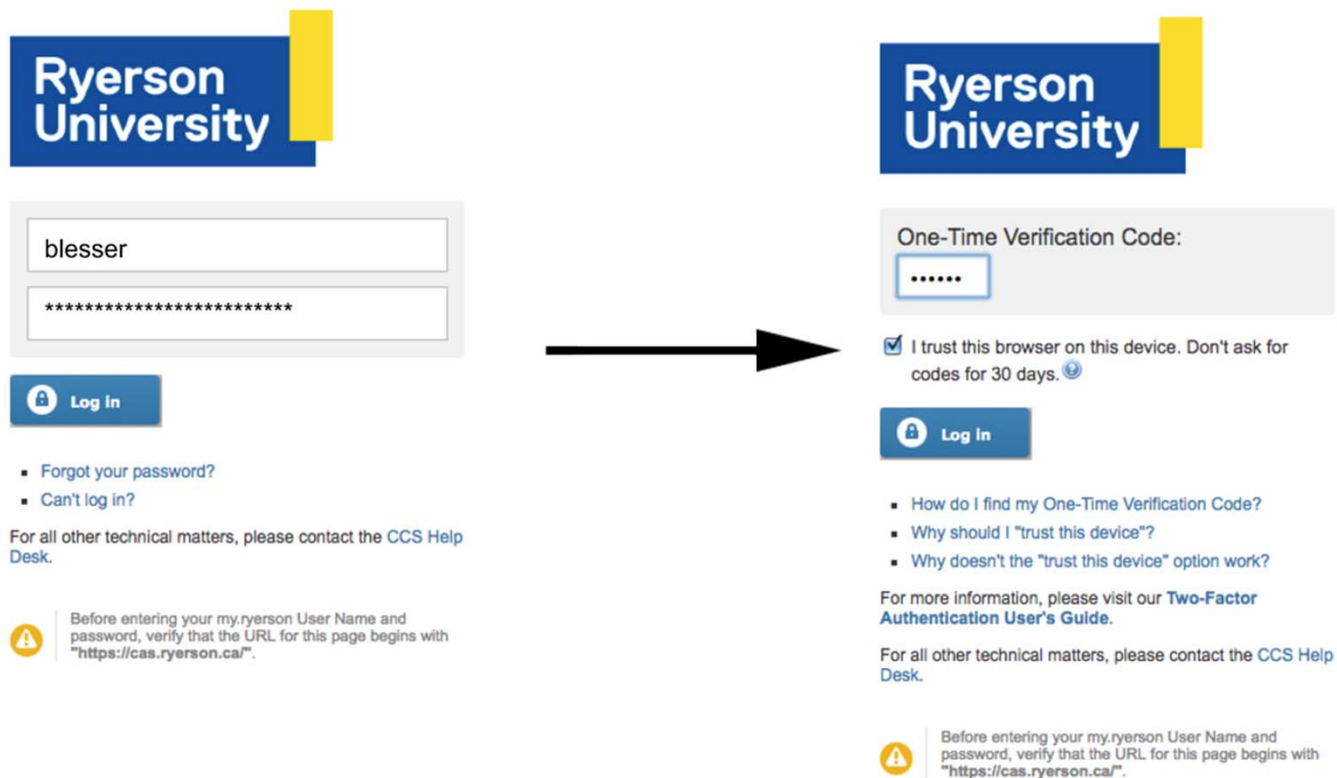 Ryerson
University
blesser
*************************
Log in
Forgot your password?
Can't log in?
For all other technical matters, please contact the CCS Help
Desk.
Before entering your my.ryerson User Name and
password, verify that the URL for this page begins with
"https://cas.ryerson.ca/".
Ryerson
University
One-Time Verification Code:
••••••
I trust this browser on this device. Don't ask for
codes for 30 days.
Log in
How do I find my One-Time Verification Code?
Why should I "trust this device"?
Why doesn't the "trust this device" option work?
For more information, please visit our Two-Factor
Authentication User's Guide.
For all other technical matters, please contact the CCS Help
Desk.
Before entering your my.ryerson User Name and
password, verify that the URL for this page begins with
"https://cas.ryerson.ca/".